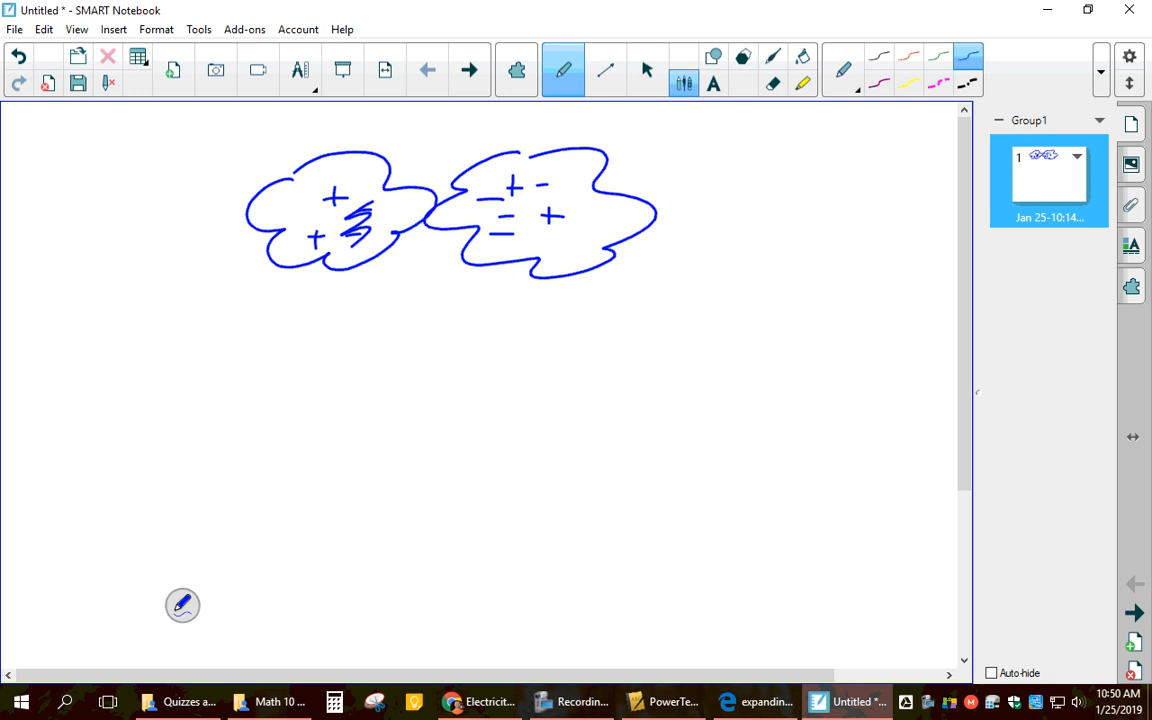 Untitled * - SMART Notebook
File Edit View Insert Format Tools Add-ons Account Help
A
A
Group1
1
Jan 25-10:14...
+ -
+ -
- +
+ -
Auto-hide
Quizzes a... Math 10 ... Electricit... Recordin... PowerTe... expandin... Untitled *...
10:50 AM
1/25/2019